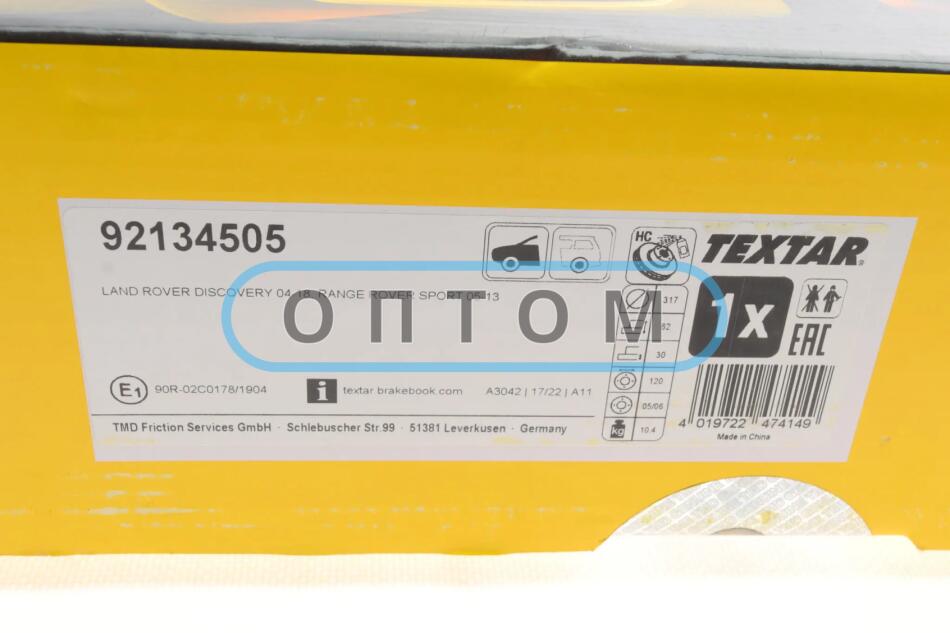 92134505
HC
TEXTAR®
LAND ROVER DISCOVERY 04-18, RANGE ROVER SPORT 05-13
ОПТОМ
317
62
30
120
05/06
kg 10.4
1x
EAC
E1 90R-02C0178/1904
i textar.brakebook.com
A3042 | 17/22 | A11
TMD Friction Services GmbH · Schlebuscher Str.99 · 51381 Leverkusen · Germany
4 019722 474149
Made in China